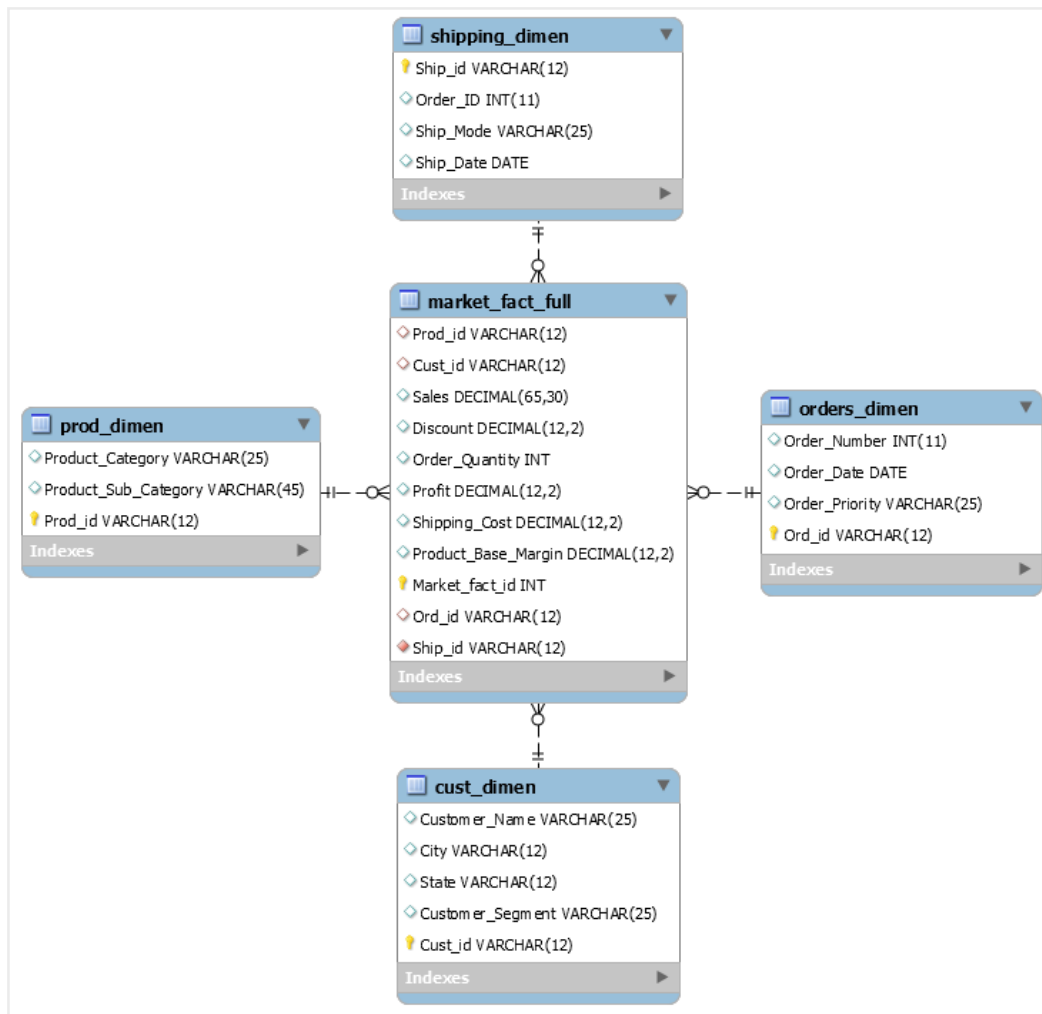 shipping_dimen
Ship_id VARCHAR(12)
Order_ID INT(11)
Ship_Mode VARCHAR(25)
Ship_Date DATE
Indexes
market_fact_full
Prod_id VARCHAR(12)
Cust_id VARCHAR(12)
Sales DECIMAL(65,30)
Discount DECIMAL(12,2)
Order_Quantity INT
Profit DECIMAL(12,2)
Shipping_Cost DECIMAL(12,2)
Product_Base_Margin DECIMAL(12,2)
Market_fact_id INT
Ord_id VARCHAR(12)
Ship_id VARCHAR(12)
Indexes
prod_dimen
Product_Category VARCHAR(25)
Product_Sub_Category VARCHAR(45)
Prod_id VARCHAR(12)
Indexes
orders_dimen
Order_Number INT(11)
Order_Date DATE
Order_Priority VARCHAR(25)
Ord_id VARCHAR(12)
Indexes
cust_dimen
Customer_Name VARCHAR(25)
City VARCHAR(12)
State VARCHAR(12)
Customer_Segment VARCHAR(25)
Cust_id VARCHAR(12)
Indexes